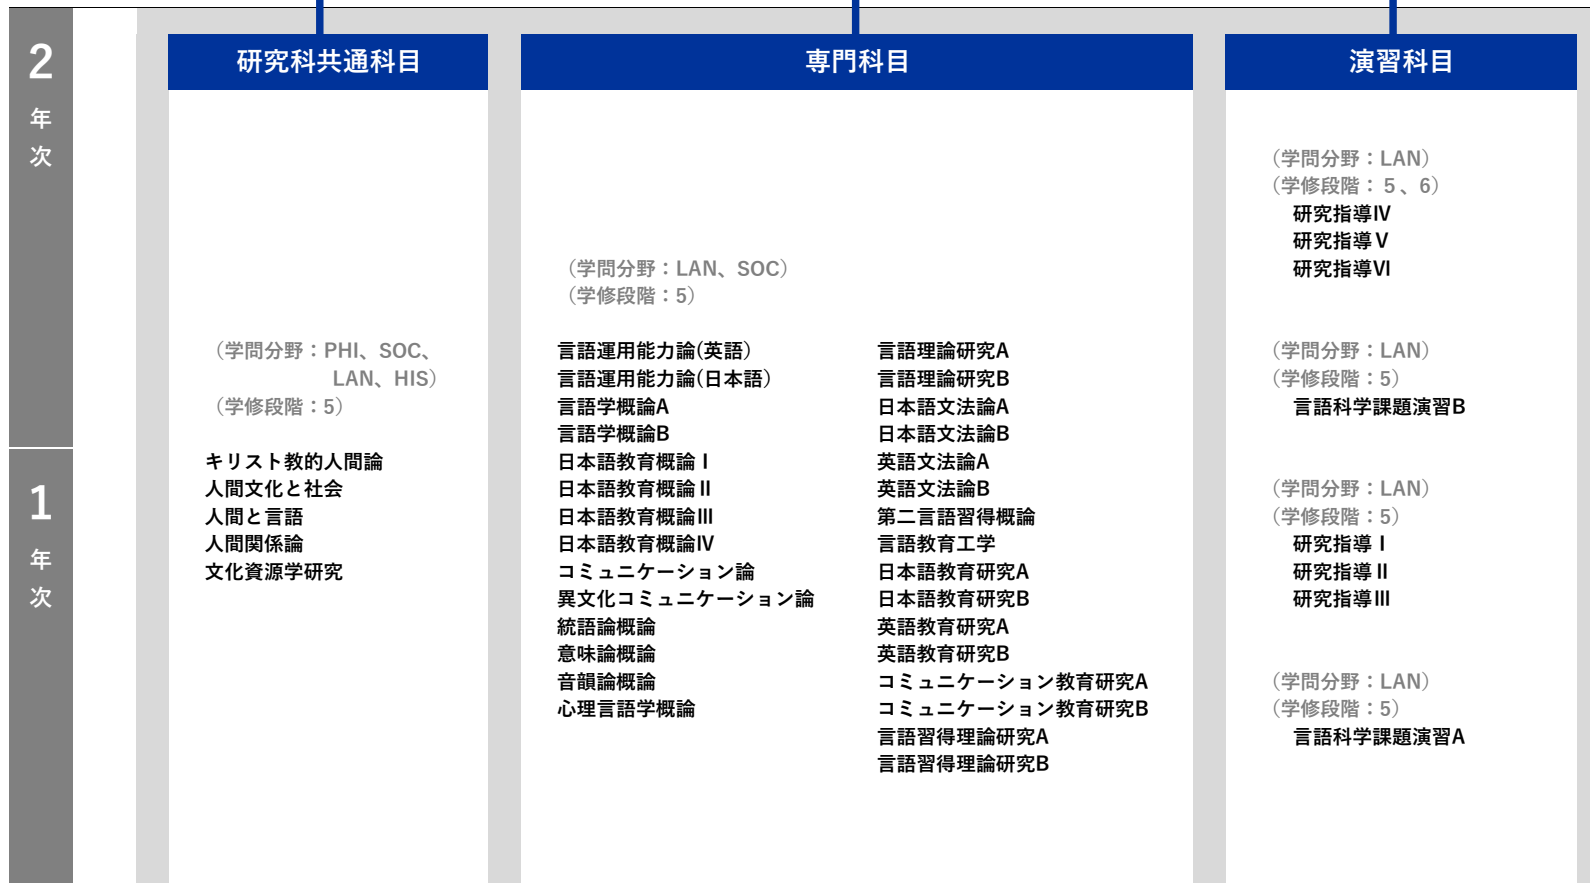 2
年
次
1
年
次
研究科共通科目
(学問分野：PHI、SOC、
LAN、HIS)
(学修段階：5)
キリスト教的人間論
人間文化と社会
人間と言語
人間関係論
文化資源学研究
専門科目
(学問分野：LAN、SOC)
(学修段階：5)
言語運用能力論(英語)
言語運用能力論(日本語)
言語学概論A
言語学概論B
日本語教育概論Ⅰ
日本語教育概論Ⅱ
日本語教育概論Ⅲ
日本語教育概論Ⅳ
コミュニケーション論
異文化コミュニケーション論
統語論概論
意味論概論
音韻論概論
心理言語学概論
言語理論研究A
言語理論研究B
日本語文法論A
日本語文法論B
英語文法論A
英語文法論B
第二言語習得概論
言語教育工学
日本語教育研究A
日本語教育研究B
英語教育研究A
英語教育研究B
コミュニケーション教育研究A
コミュニケーション教育研究B
言語習得理論研究A
言語習得理論研究B
演習科目
(学問分野：LAN)
(学修段階：５、6)
研究指導Ⅳ
研究指導Ⅴ
研究指導Ⅵ
(学問分野：LAN)
(学修段階：5)
言語科学課題演習B
(学問分野：LAN)
(学修段階：5)
研究指導Ⅰ
研究指導Ⅱ
研究指導Ⅲ
(学問分野：LAN)
(学修段階：5)
言語科学課題演習A